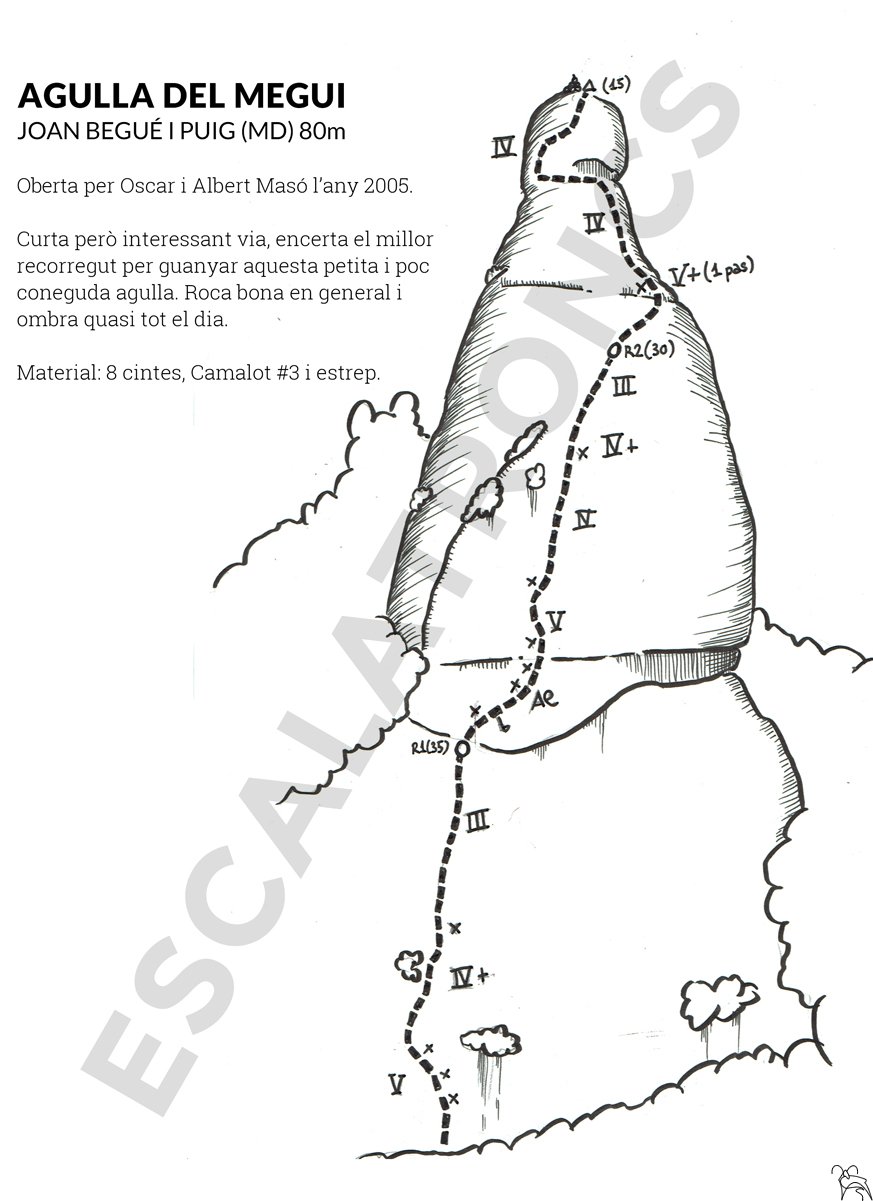 AGULLA DEL MEGUI
JOAN BEGUÉ I PUIG (MD) 80m
Oberta per Oscar i Albert Masó l'any 2005.
Curta però interessant via, encerta el millor
recorregut per guanyar aquesta petita i poc
coneguda agulla. Roca bona en general i
ombra quasi tot el dia.
Material: 8 cintes, Camalot #3 i estrep.
(15)
IV
IV
V+ (1 pas)
R2(30)
III
IV+
IV
V
Ae
R1(35)
III
IV+
V
ESCALATRONCS